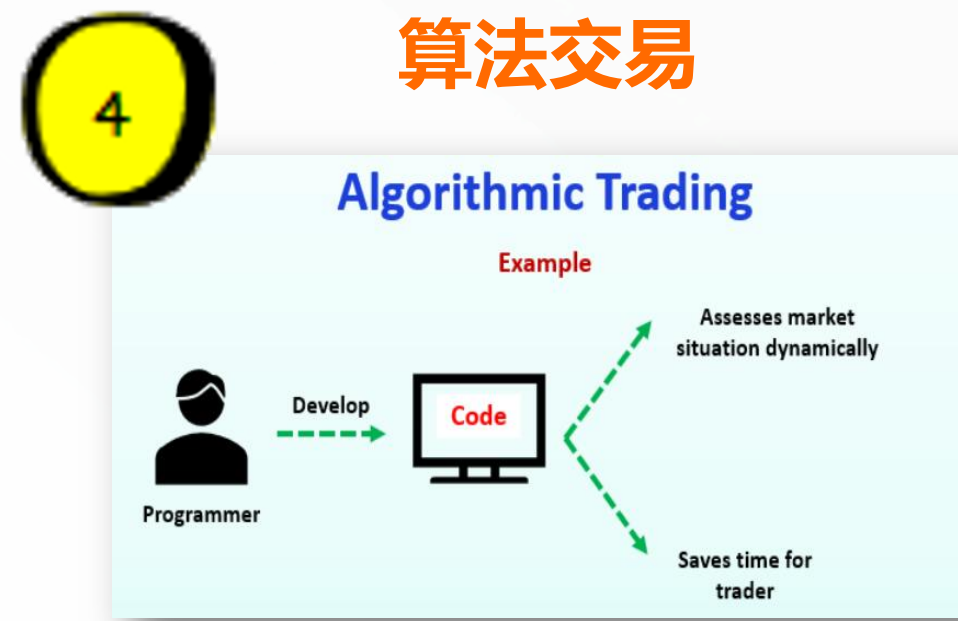 算法交易
4
Algorithmic Trading
Example
Assesses market
situation dynamically
Develop
Code
Programmer
Saves time for
trader